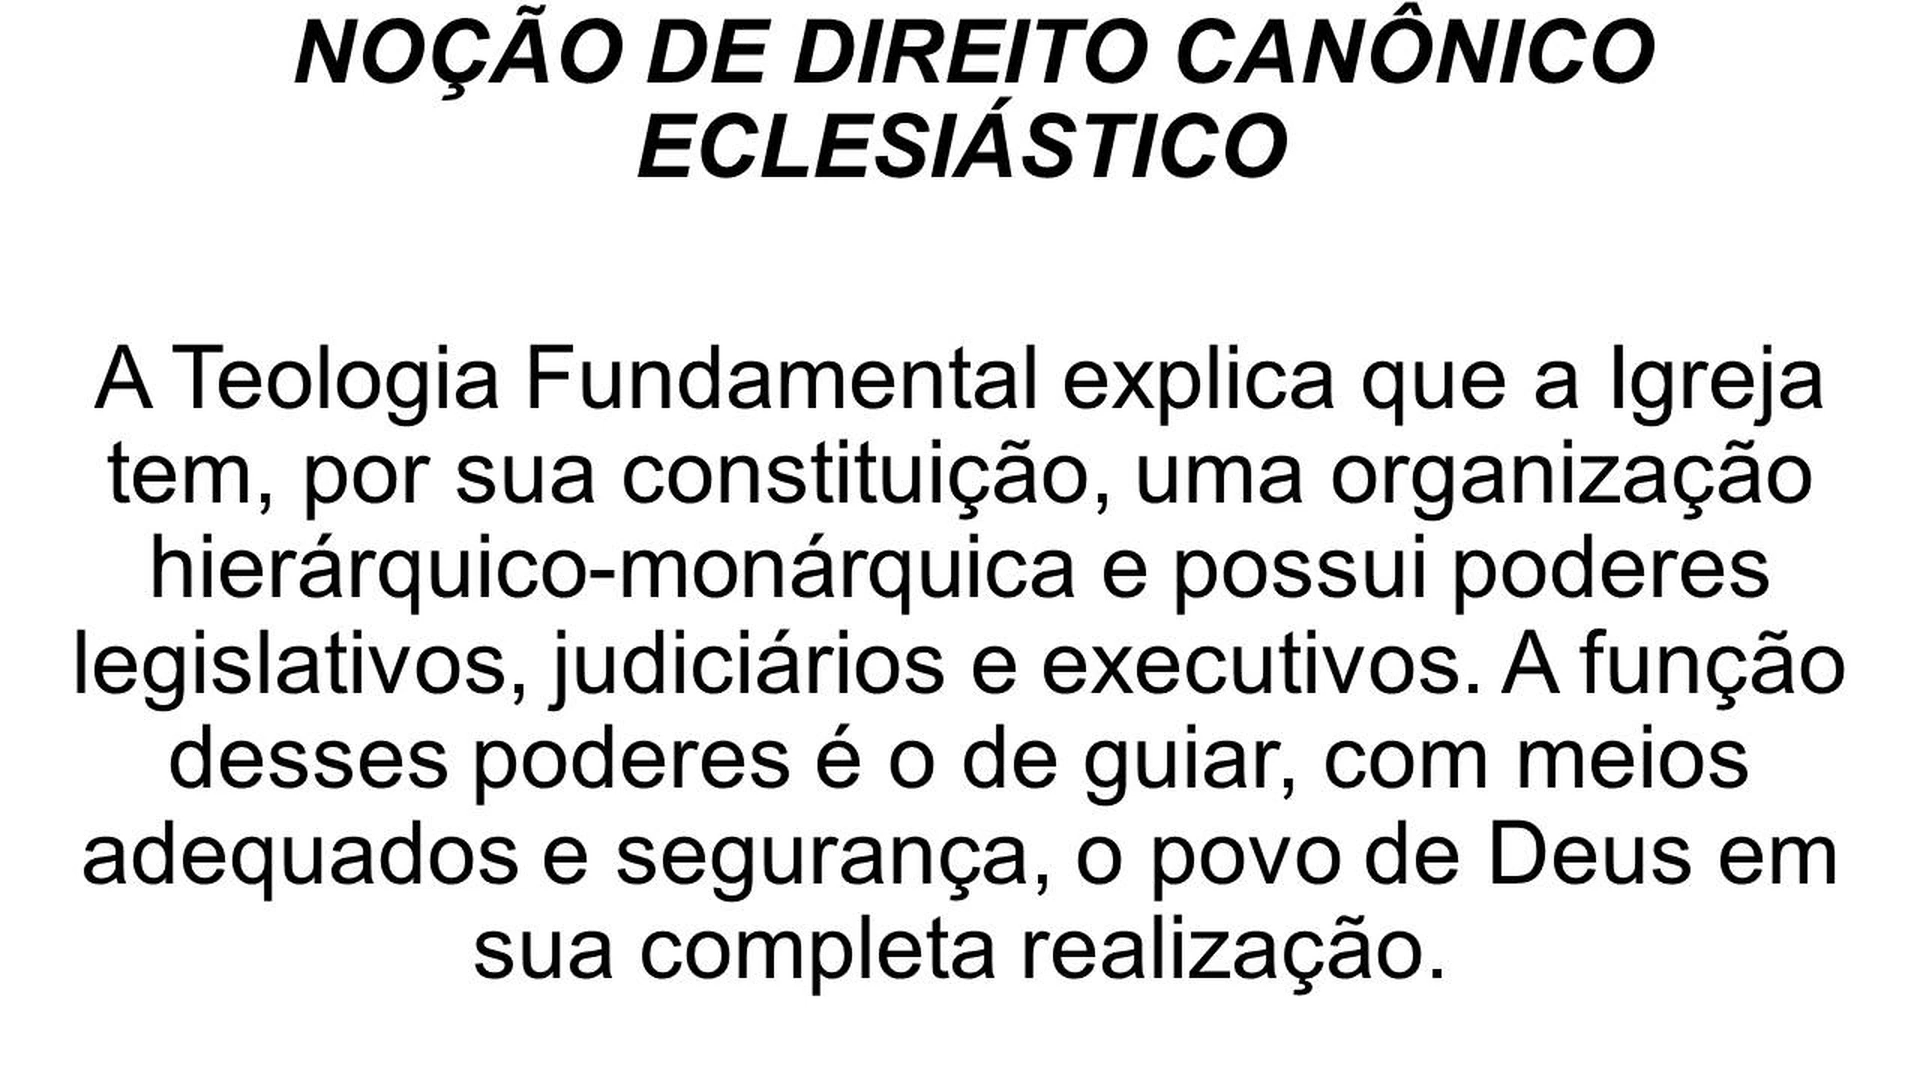 NOÇÃO DE DIREITO CANÔNICO
ECLESIÁSTICO
A Teologia Fundamental explica que a Igreja
tem, por sua constituição, uma organização
hierárquico-monárquica e possui poderes
legislativos, judiciários e executivos. A função
desses poderes é o de guiar, com meios
adequados e segurança, o povo de Deus em
sua completa realização.